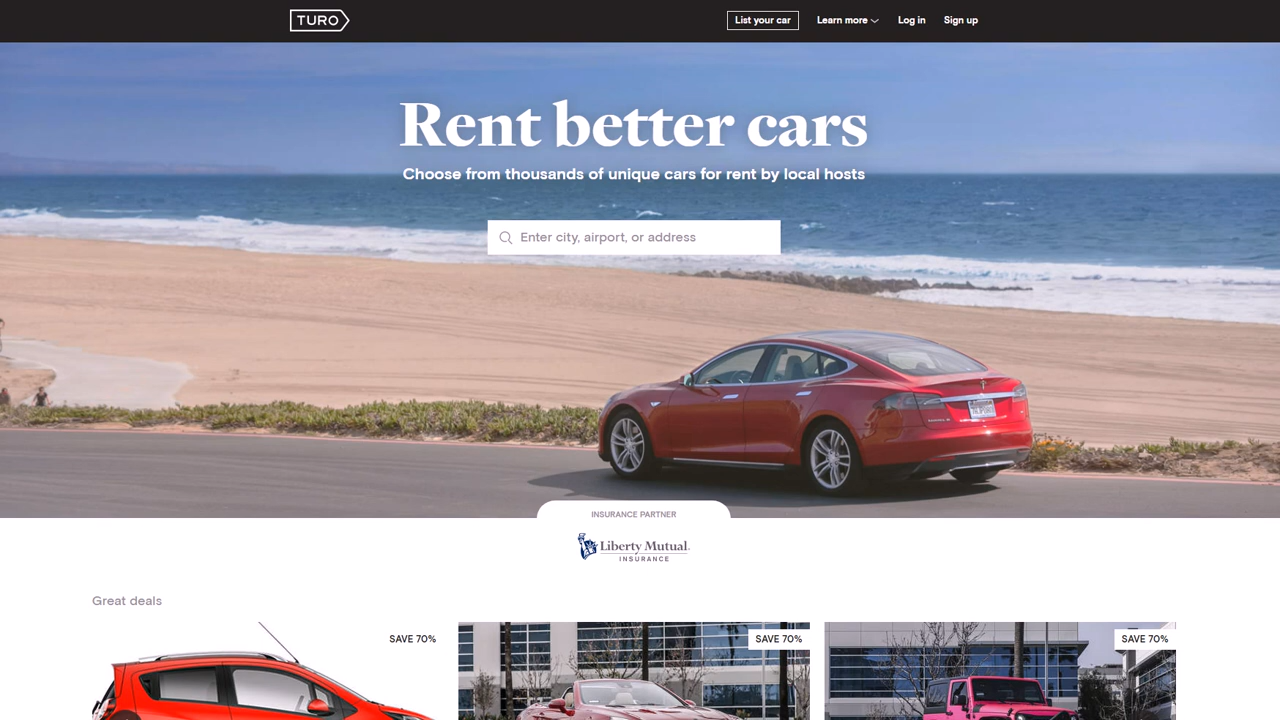 TURO
List your car
Learn more
Log in
Sign up
Rent better cars
Choose from thousands of unique cars for rent by local hosts
Enter city, airport, or address
INSURANCE PARTNER
Liberty Mutual
INSURANCE
Great deals
SAVE 70%
SAVE 70%
SAVE 70%